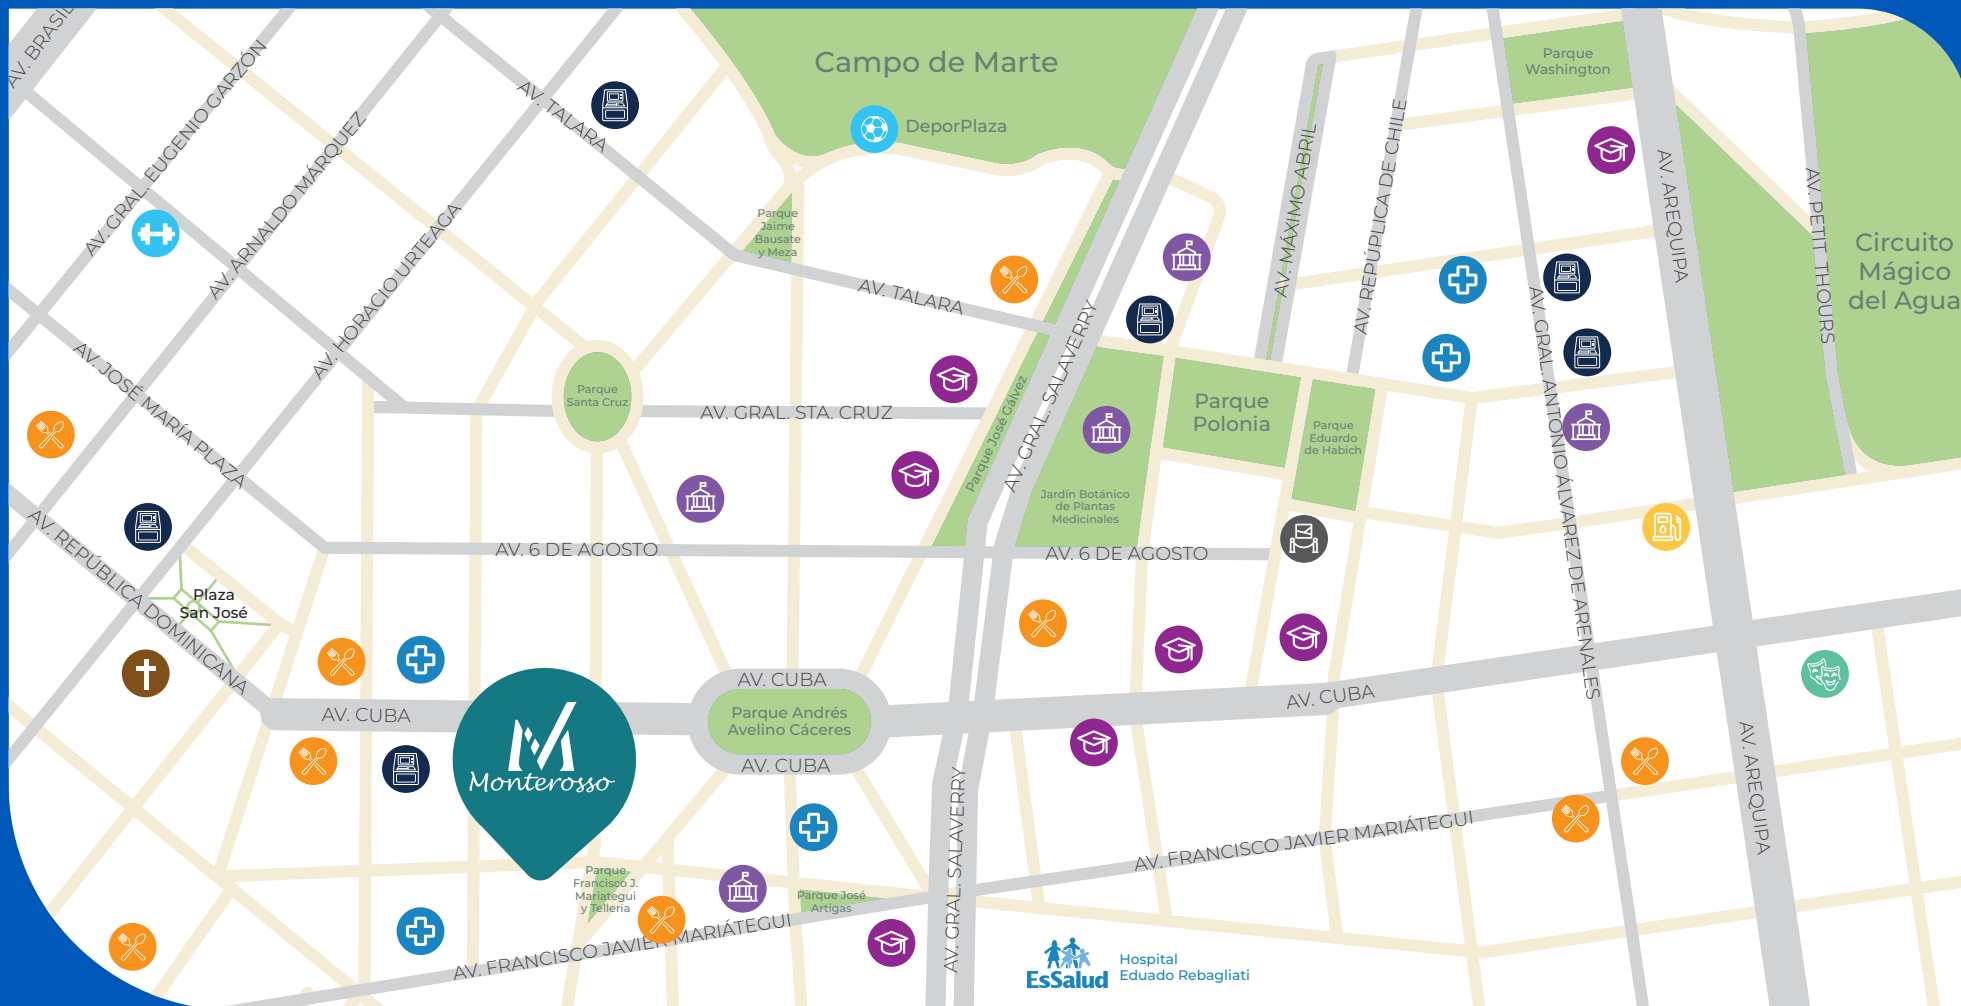 AV. BRASIL
AV. GRAL. EUGENIO GARZÓN
AV. ARNALDO MÁRQUEZ
AV. HORACIO URTEAGA
AV. TALARA
Campo de Marte
DeporPlaza
Parque
Washington
AV. MÁXIMO ABRIL
AV. REPÚPLICA DE CHILE
AV. AREQUIPA
AV. PETIT THOURS
Circuito
Mágico
del Agua
Parque
Jaime
Bausate
y Meza
AV. TALARA
AV. JOSÉ MARÍA PLAZA
Parque
Santa Cruz
AV. GRAL. STA. CRUZ
Parque José Gálvez
AV. GRAL. SALAVERRY
Parque
Polonia
Parque
Eduardo
de Habich
AV. GRAL. ANTONIO ÁLVAREZ DE ARENALES
Jardín Botánico
de Plantas
Medicinales
AV. REPÚBLICA DOMINICANA
AV. 6 DE AGOSTO
AV. 6 DE AGOSTO
Plaza
San José
AV. CUBA
AV. CUBA
Parque Andrés
Avelino Cáceres
AV. CUBA
AV. CUBA
M
Monterosso
AV. AREQUIPA
AV. GRAL. SALAVERRY
AV. FRANCISCO JAVIER MARIÁTEGUI
Parque
Francisco J.
Mariategui
y Telleria
Parque José
Artigas
AV. FRANCISCO JAVIER MARIÁTEGUI
EsSalud
Hospital
Eduado Rebagliati